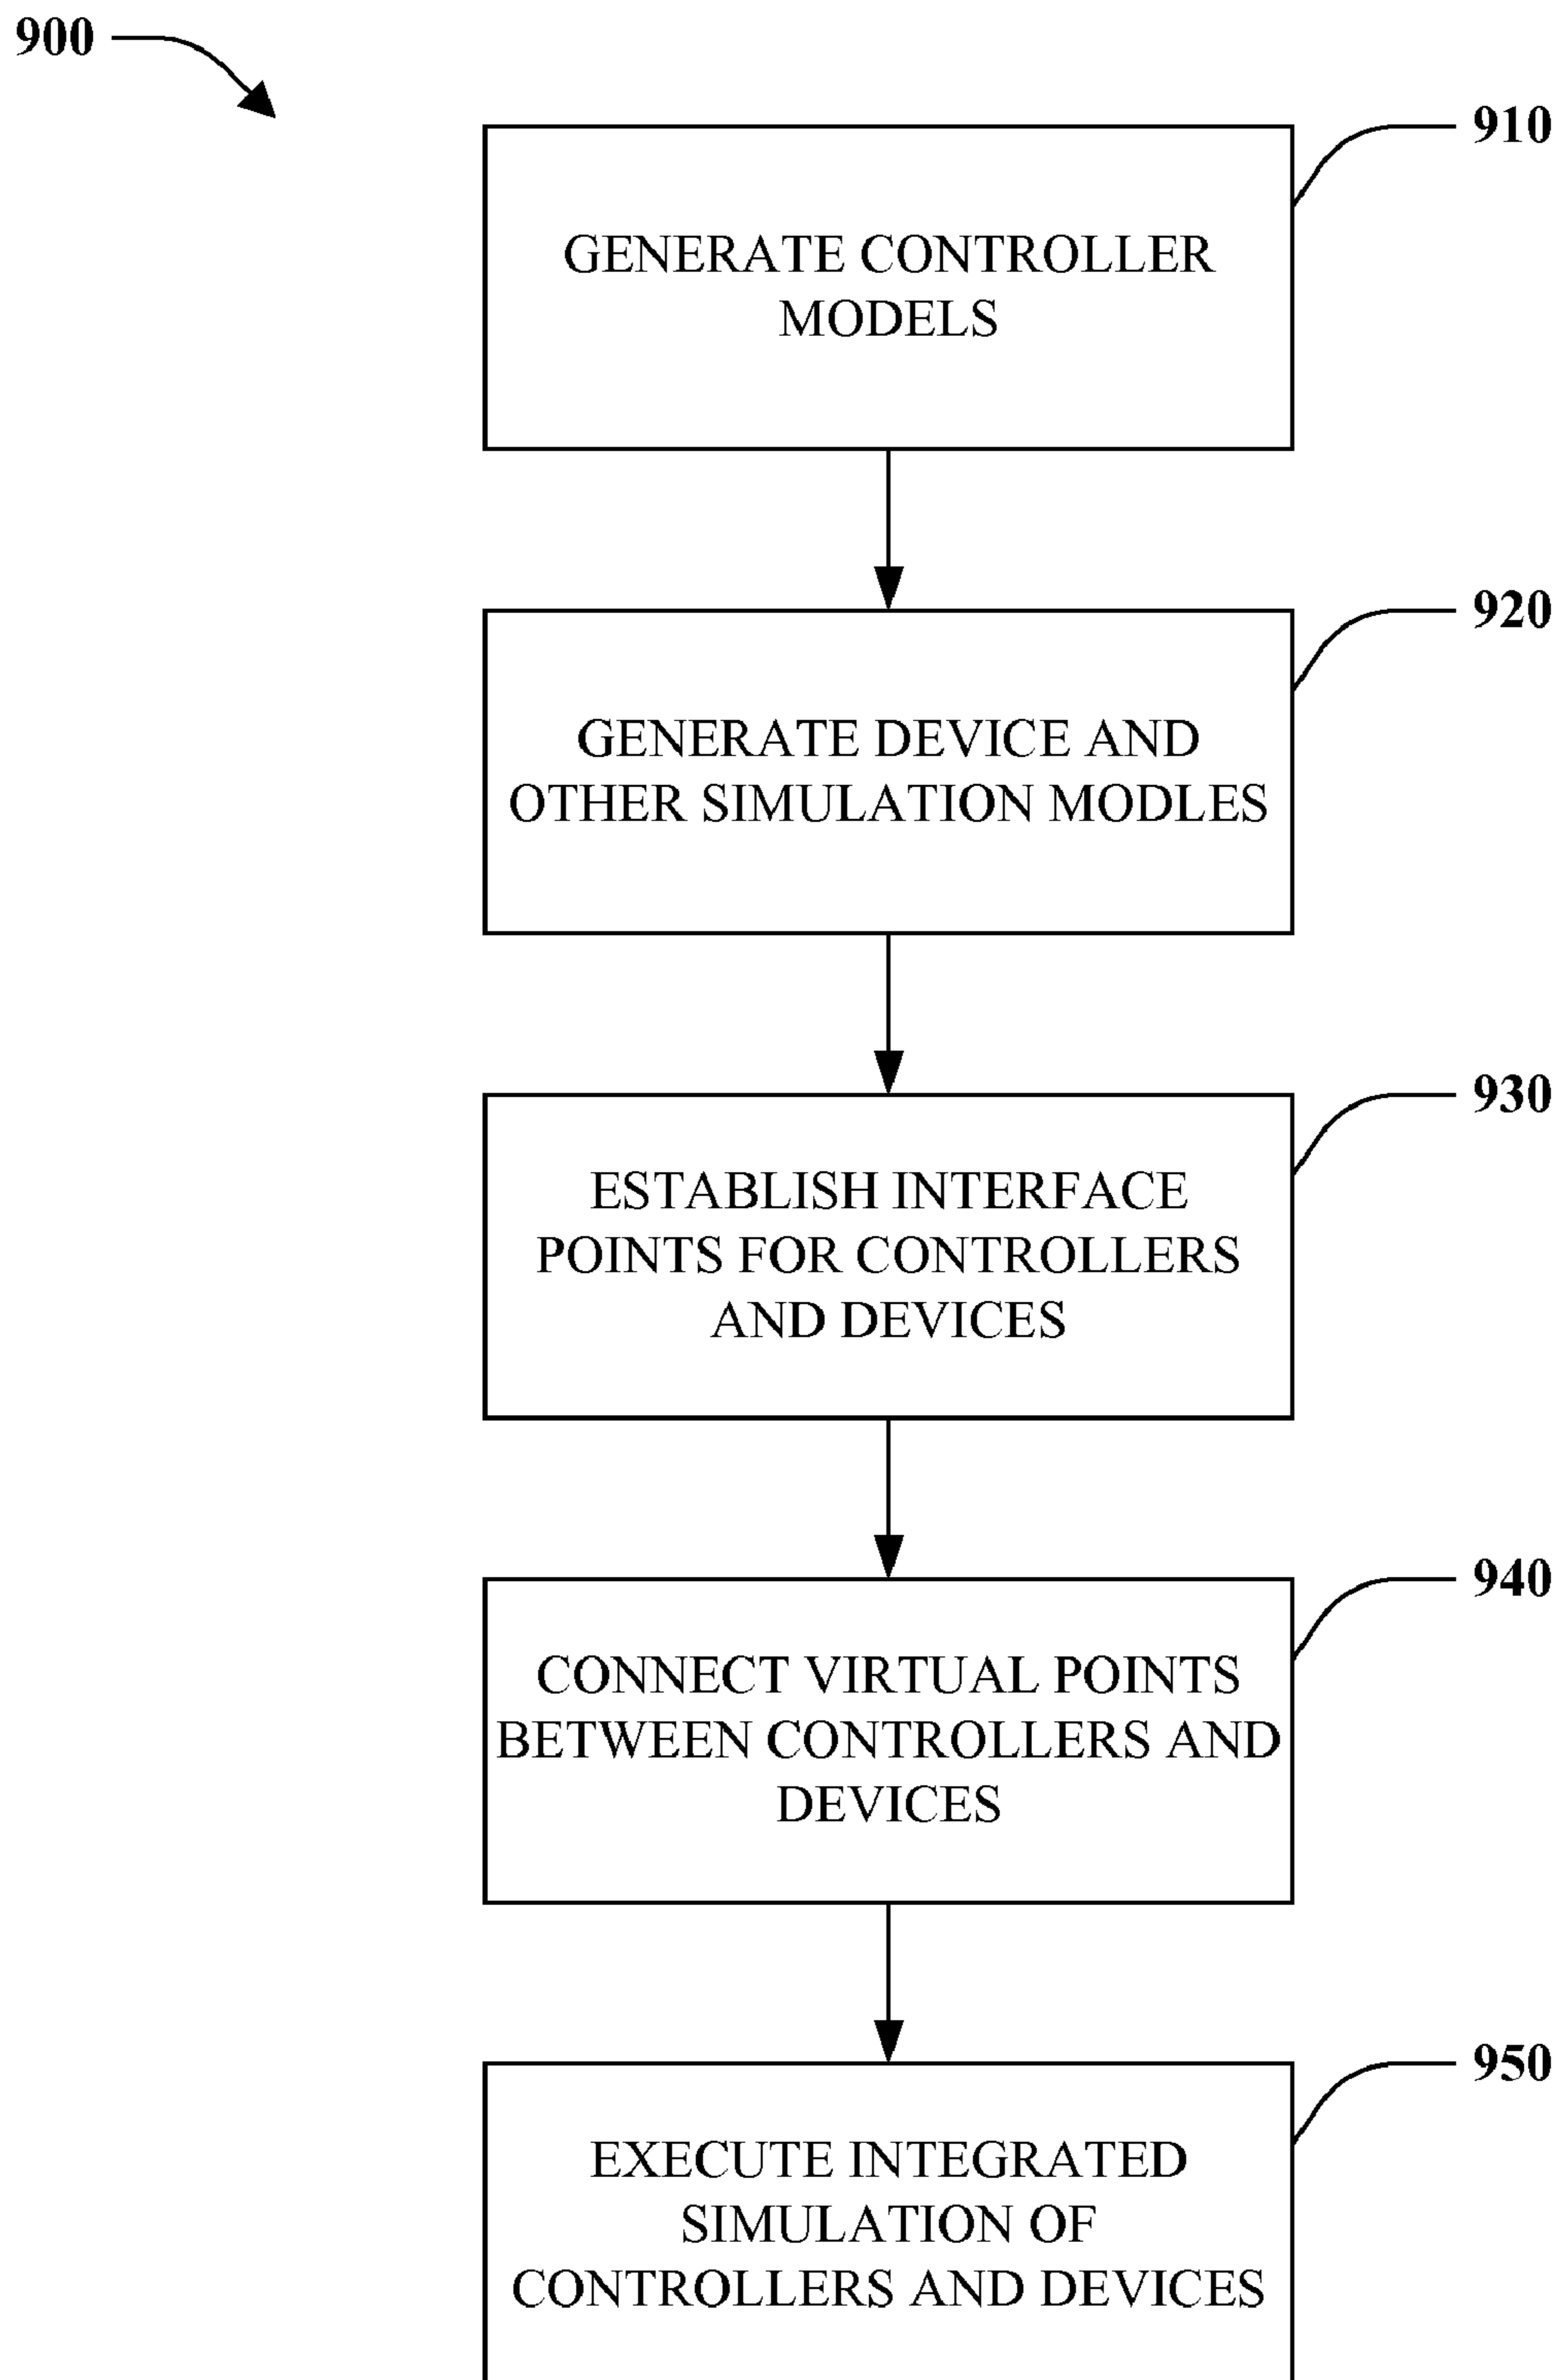 900
910
GENERATE CONTROLLER
MODELS
920
GENERATE DEVICE AND
OTHER SIMULATION MODLES
930
ESTABLISH INTERFACE
POINTS FOR CONTROLLERS
AND DEVICES
940
CONNECT VIRTUAL POINTS
BETWEEN CONTROLLERS AND
DEVICES
950
EXECUTE INTEGRATED
SIMULATION OF
CONTROLLERS AND DEVICES